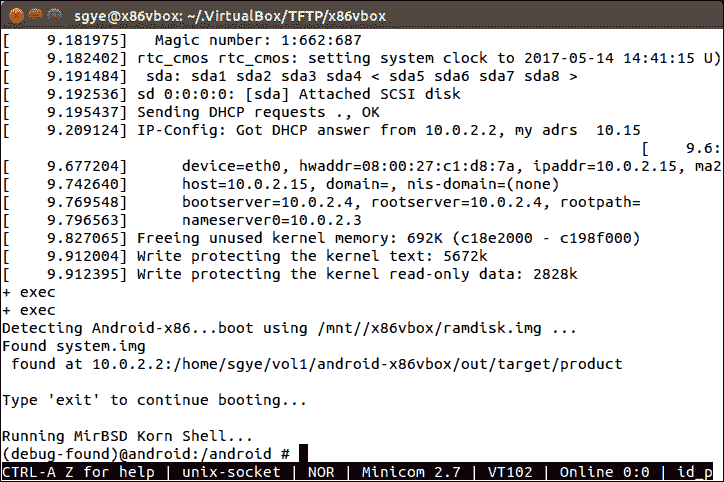 sgye@x86vbox: ~/.VirtualBox/TFTP/x86vbox
[    9.181975]   Magic number: 1:662:687
[    9.182402] rtc_cmos rtc_cmos: setting system clock to 2017-05-14 14:41:15 U)
[    9.191484]  sda: sda1 sda2 sda3 sda4 < sda5 sda6 sda7 sda8 >
[    9.192536] sd 0:0:0:0: [sda] Attached SCSI disk
[    9.195437] Sending DHCP requests ., OK
[    9.209124] IP-Config: Got DHCP answer from 10.0.2.2, my adrs  10.15
[    9.6:
[    9.677204]      device=eth0, hwaddr=08:00:27:c1:d8:7a, ipaddr=10.0.2.15, ma2
[    9.742640]      host=10.0.2.15, domain=, nis-domain=(none)
[    9.769548]      bootserver=10.0.2.4, rootserver=10.0.2.4, rootpath=
[    9.796563]      nameserver0=10.0.2.3
[    9.827065] Freeing unused kernel memory: 692K (c18e2000 - c198f000)
[    9.912004] Write protecting the kernel text: 5672k
[    9.912395] Write protecting the kernel read-only data: 2828k
+ exec
+ exec
Detecting Android-x86...boot using /mnt//x86vbox/ramdisk.img ...
Found system.img
 found at 10.0.2.2:/home/sgye/vol1/android-x86vbox/out/target/product
Type 'exit' to continue booting...
Running MirBSD Korn Shell...
(debug-found)@android:/android #
CTRL-A Z for help | unix-socket | NOR | Minicom 2.7 | VT102 | Online 0:0 | id_p